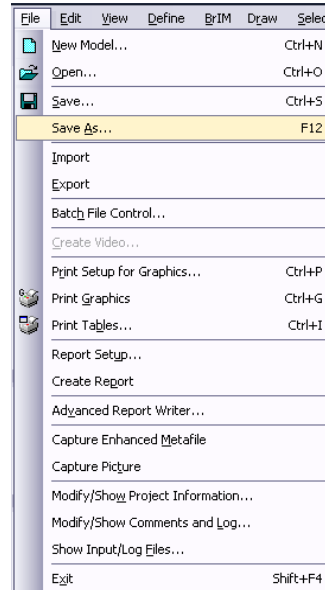 File Edit View Define BrIM Draw Selec
New Model... Ctrl+N
Open... Ctrl+O
Save... Ctrl+S
Save As... F12
Import
Export
Batch File Control...
Create Video...
Print Setup for Graphics... Ctrl+P
Print Graphics Ctrl+G
Print Tables... Ctrl+I
Report Setup...
Create Report
Advanced Report Writer...
Capture Enhanced Metafile
Capture Picture
Modify/Show Project Information...
Modify/Show Comments and Log...
Show Input/Log Files...
Exit Shift+F4